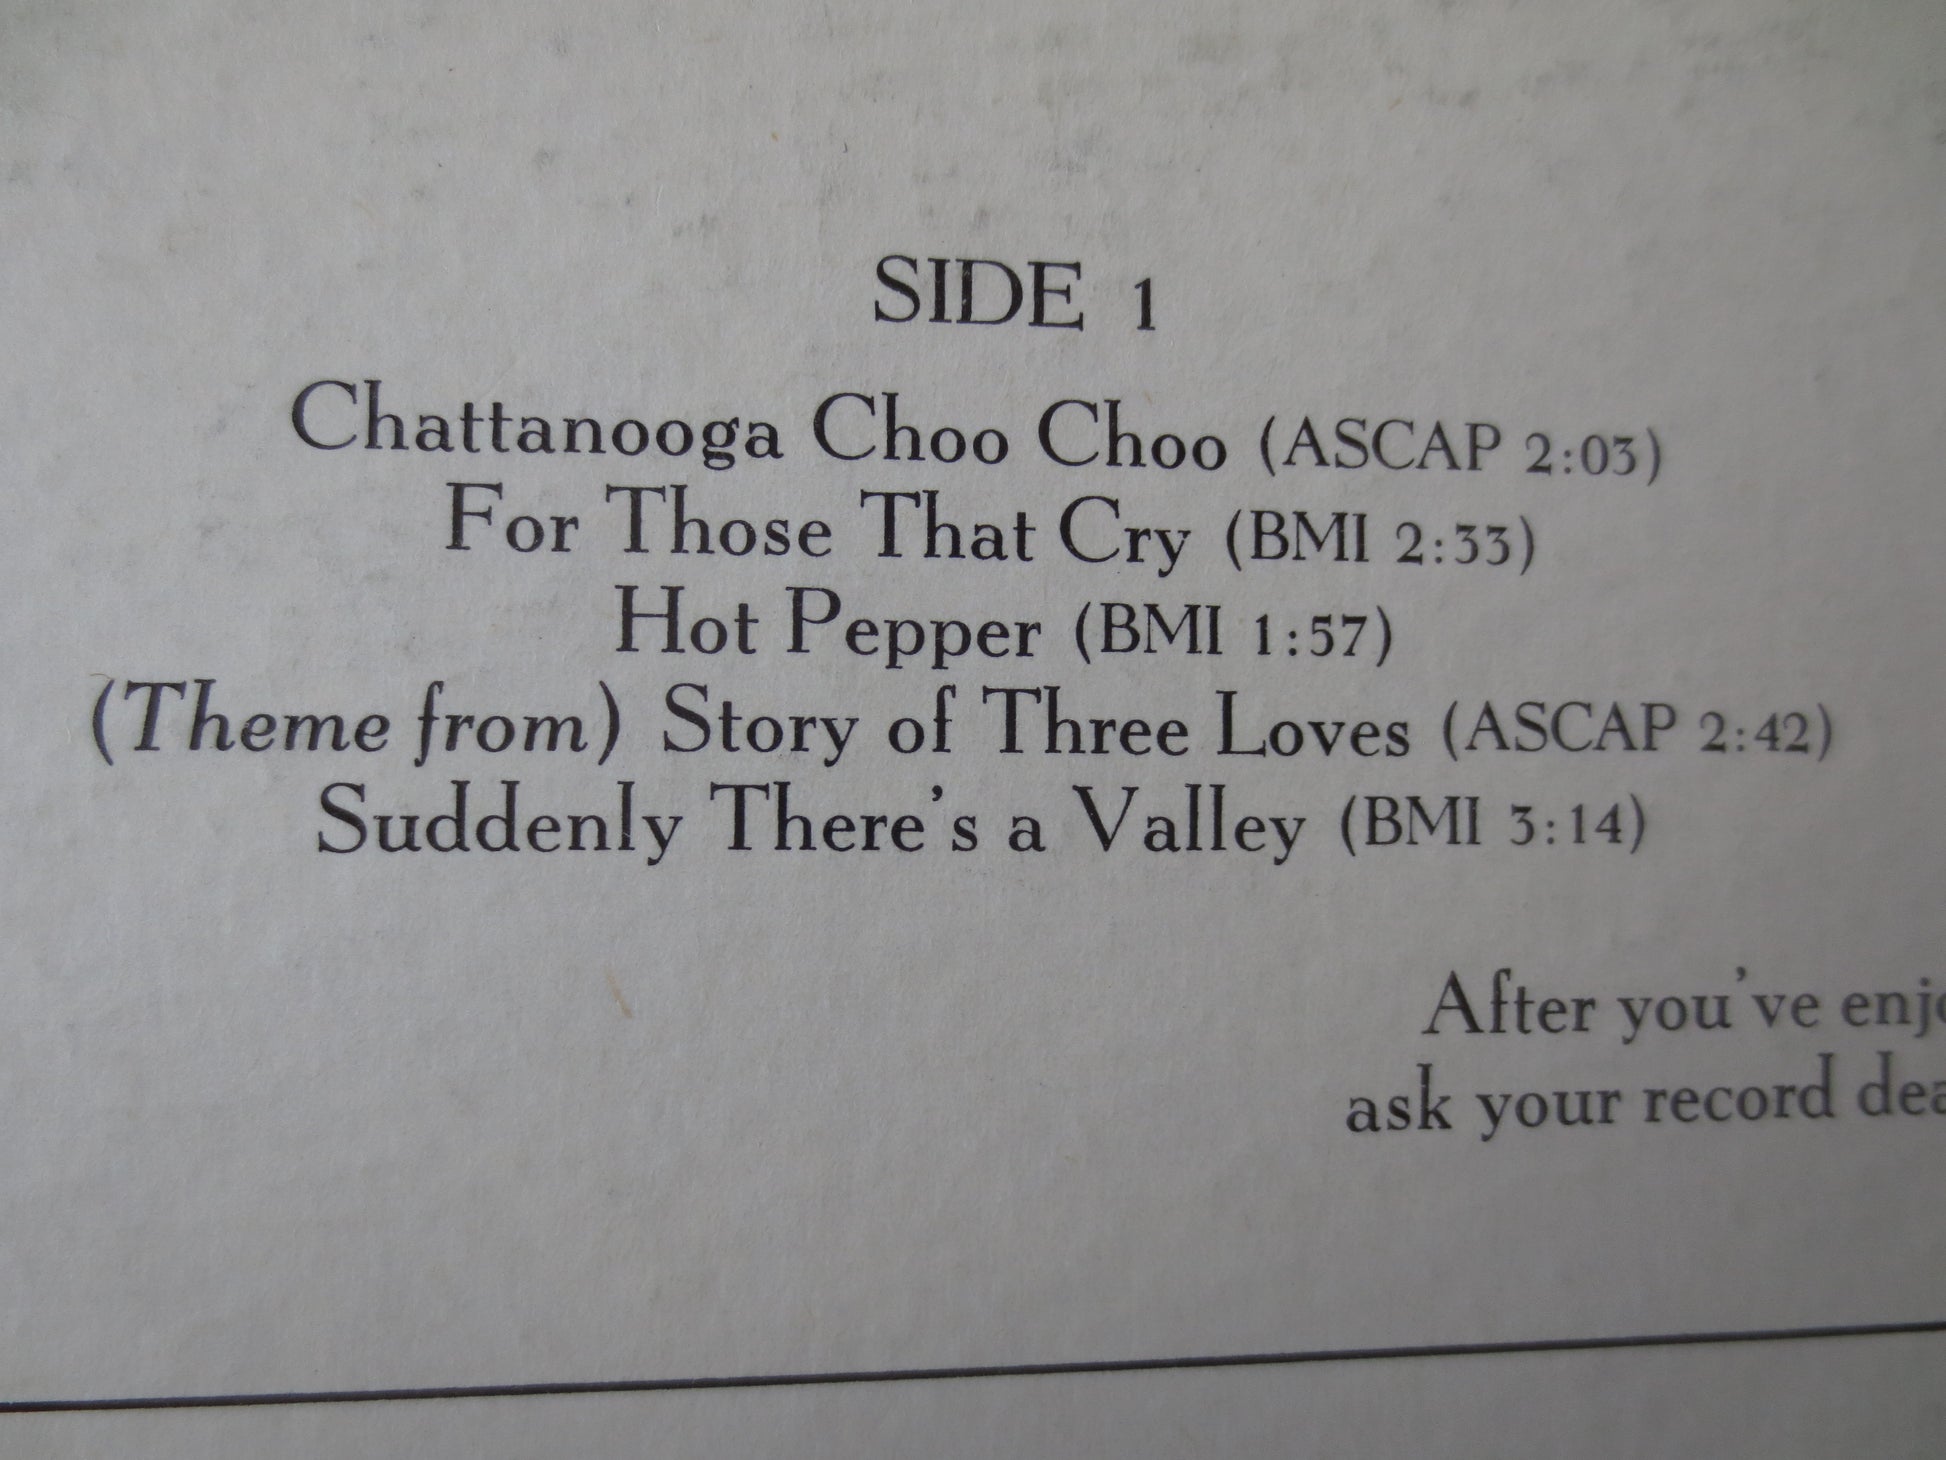 SIDE 1
Chattanooga Choo Choo (ASCAP 2:03)
For Those That Cry (BMI 2:33)
Hot Pepper (BMI 1:57)
(Theme from) Story of Three Loves (ASCAP 2:42)
Suddenly There's a Valley (BMI 3:14)
After you've
ask your record